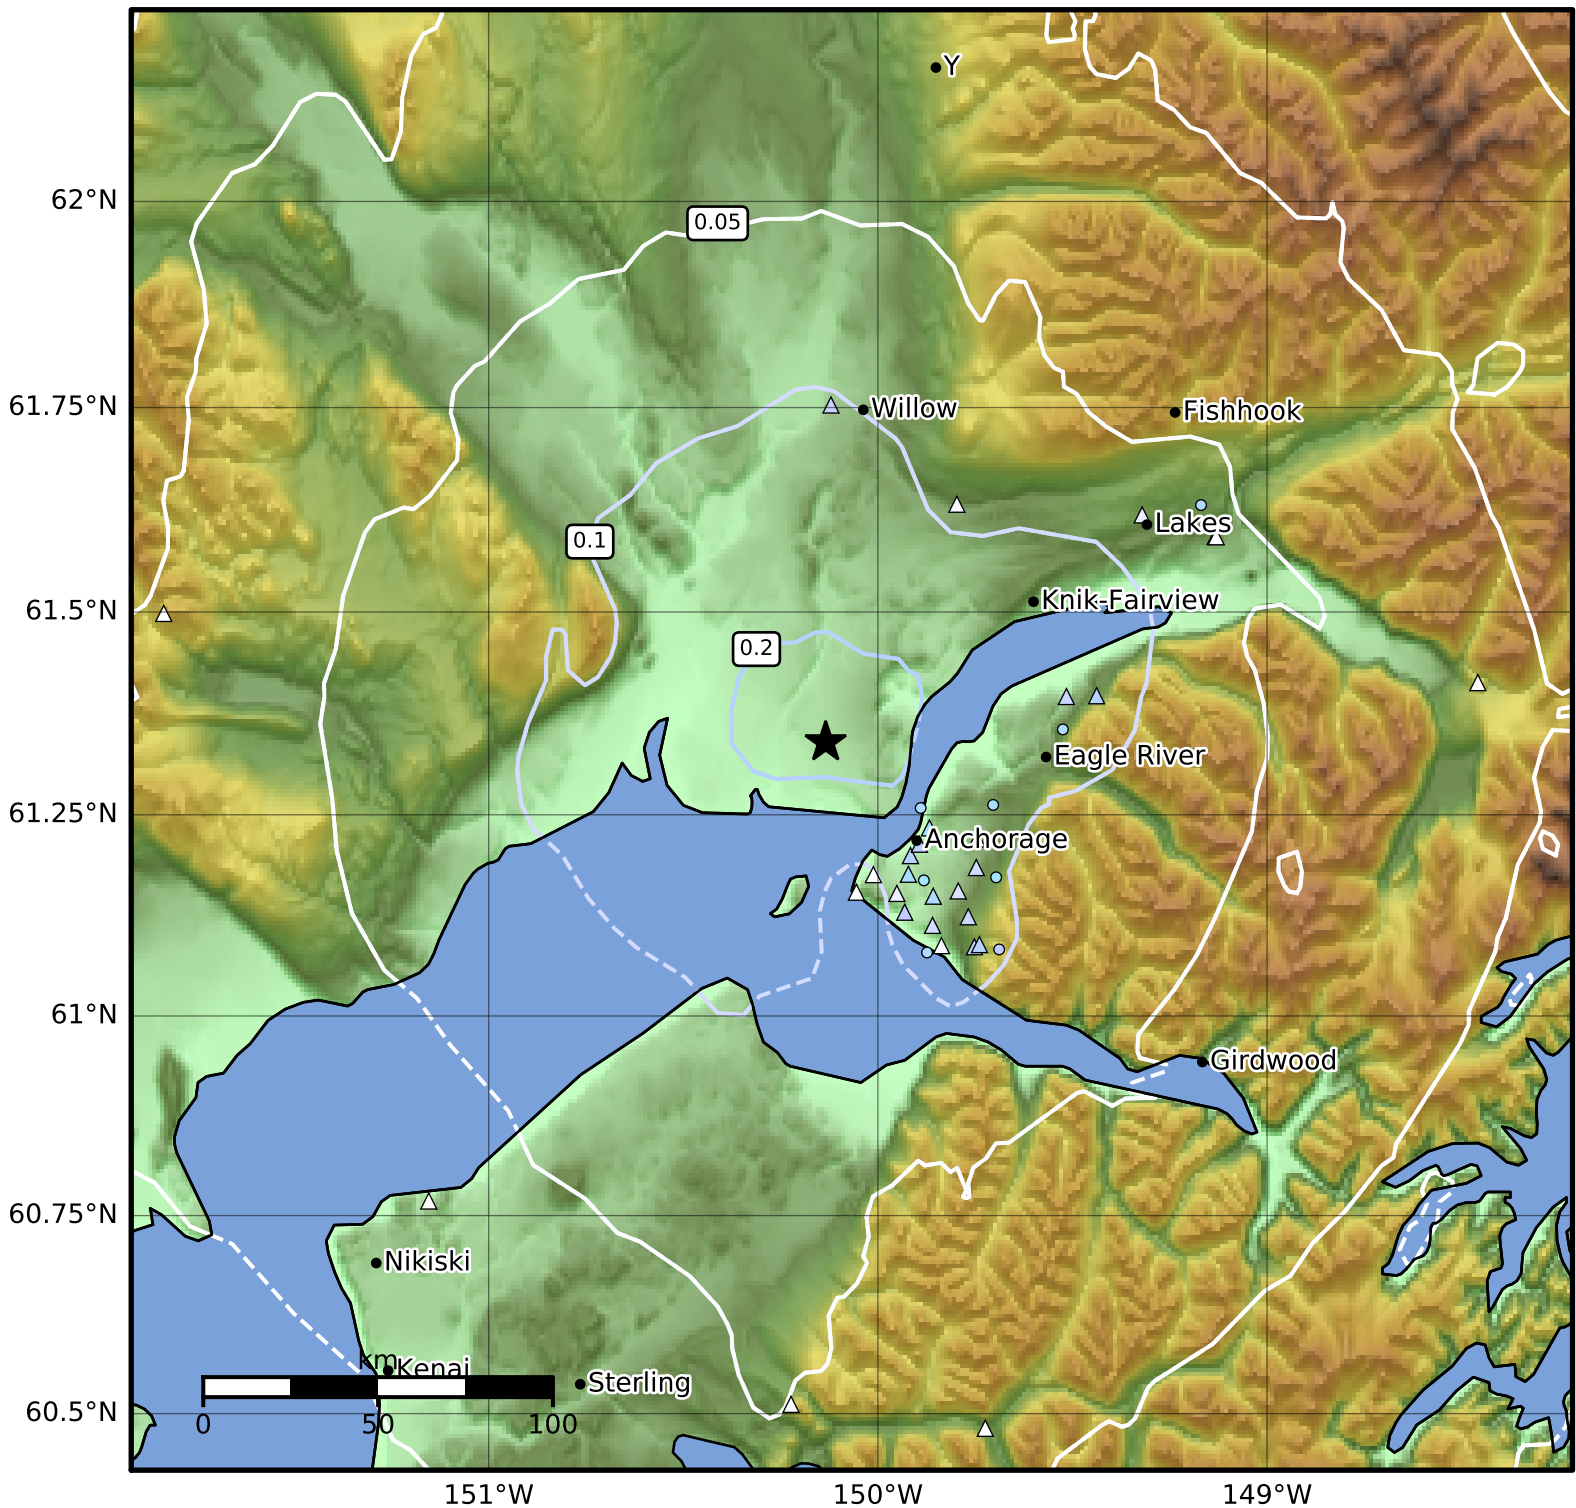 Y
62°N
0.05
61.75°N
Willow
Fishhook
Lakes
0.1
61.5°N
Knik-Fairview
0.2
Eagle River
61.25°N
Anchorage
61°N
Girdwood
60.75°N
Nikiski
km
Kenai
Sterling
60.5°N
0 50 100
151°W 150°W 149°W